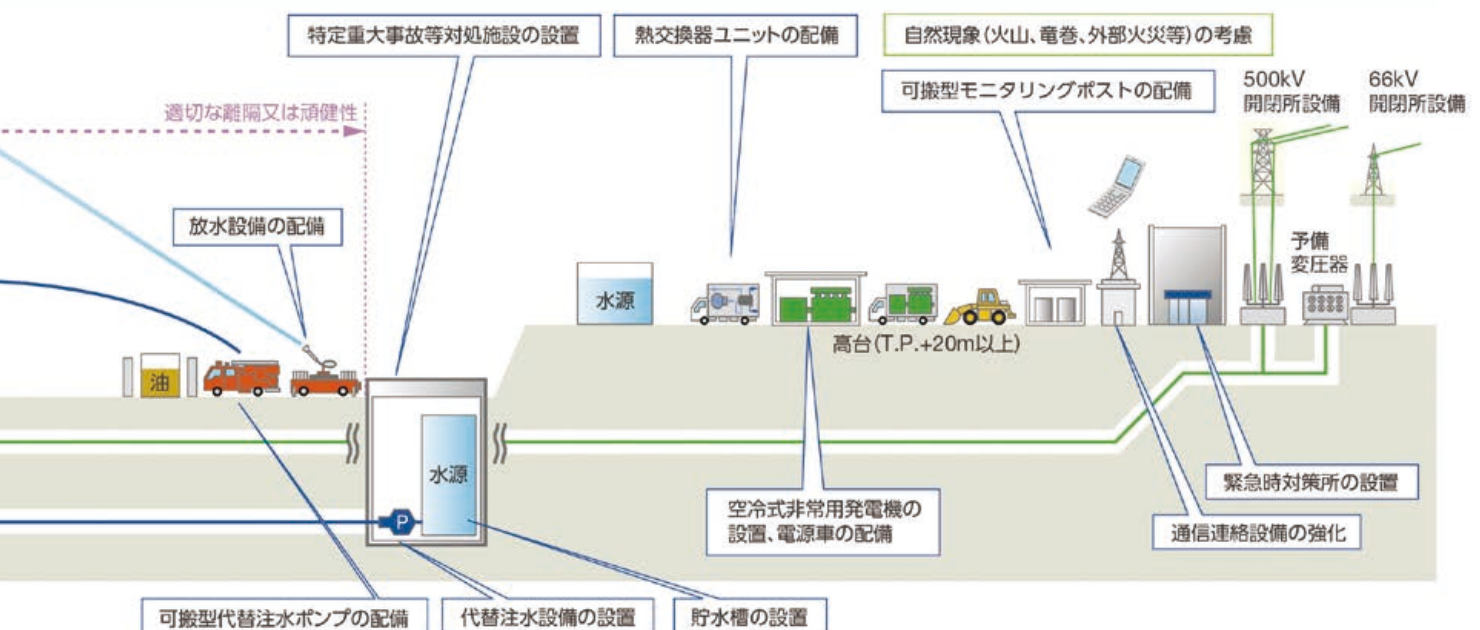 特定重大事故等対処施設の設置
熱交換器ユニットの配備
自然現象(火山、竜巻、外部火災等)の考慮
可搬型モニタリングポストの配備
500kV
開閉所設備
66kV
開閉所設備
適切な離隔又は頑健性
放水設備の配備
予備
変圧器
水源
高台(T.P.+20m以上)
油
水源
P
空冷式非常用発電機の
設置、電源車の配備
緊急時対策所の設置
通信連絡設備の強化
可搬型代替注水ポンプの配備
代替注水設備の設置
貯水槽の設置